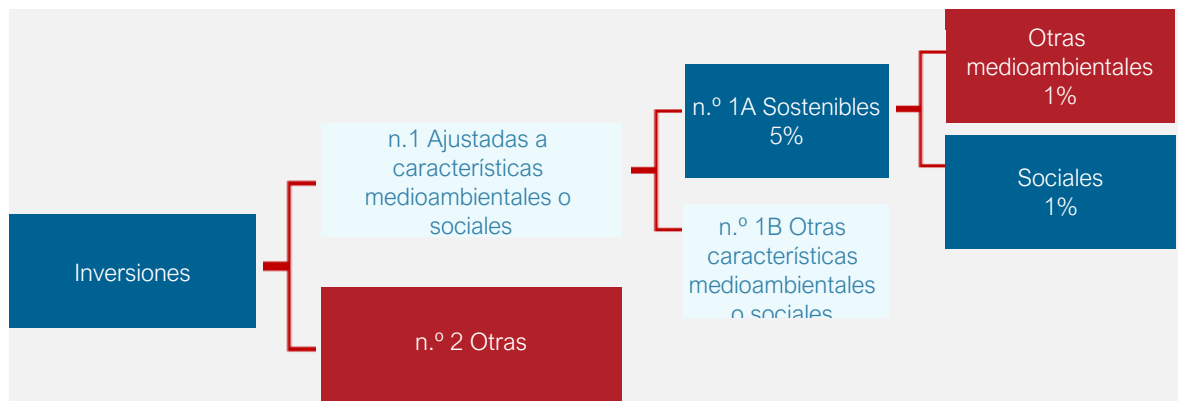 Inversiones
n.1 Ajustadas a
características
medioambientales o
sociales
n.º 2 Otras
n.º 1A Sostenibles
5%
n.º 1B Otras
características
medioambientales
o sociales
Otras
medioambientales
1%
Sociales
1%